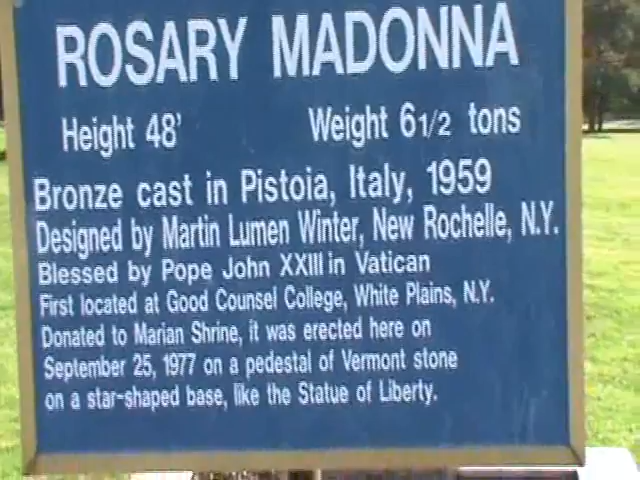 ROSARY MADONNA
Height 48' Weight 6 1/2 tons
Bronze cast in Pistoia, Italy, 1959
Designed by Martin Lumen Winter, New Rochelle, N.Y.
Blessed by Pope John XXIII in Vatican
First located at Good Counsel College, White Plains, N.Y.
Donated to Marian Shrine, it was erected here on
September 25, 1977 on a pedestal of Vermont stone
on a star-shaped base, like the Statue of Liberty.